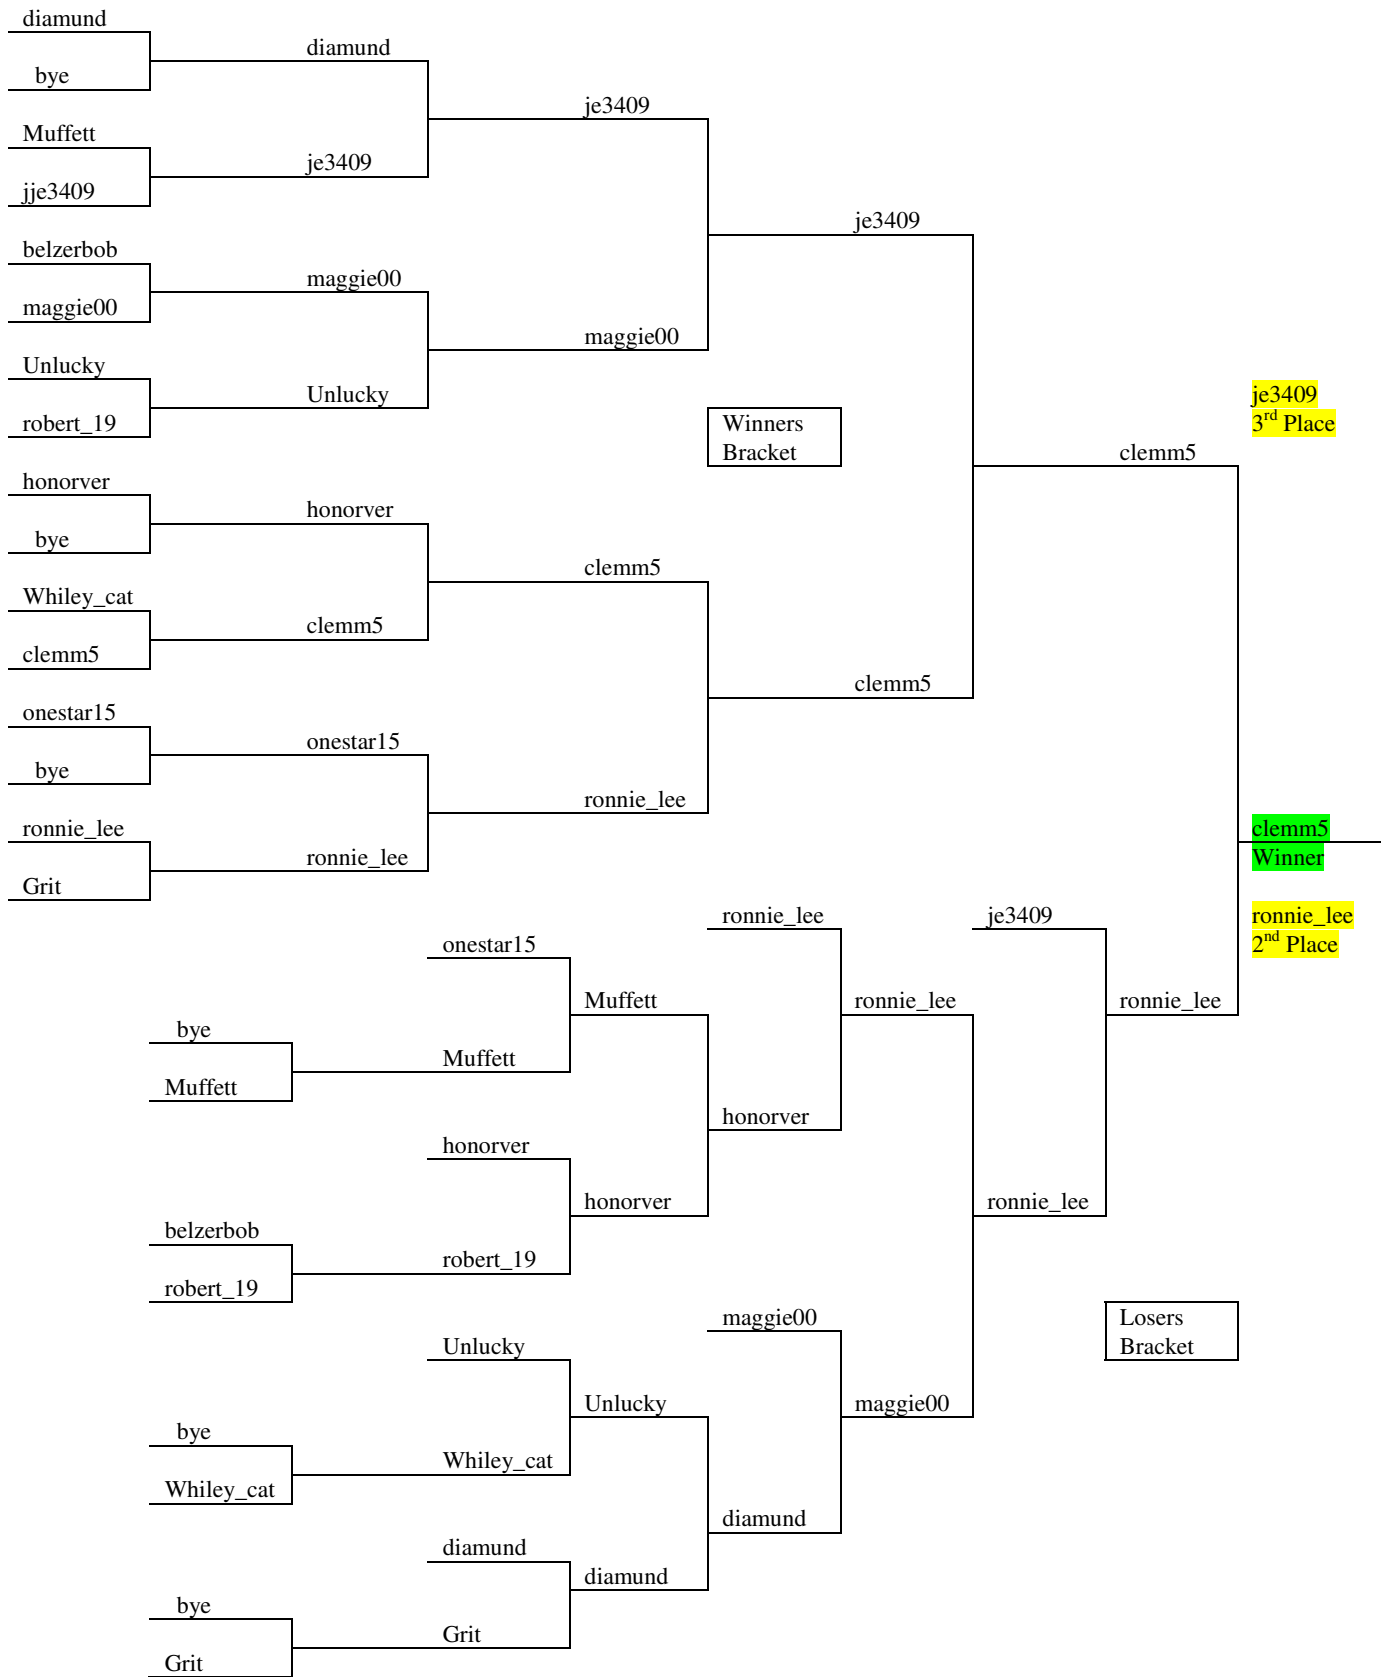 diamund
bye
Muffett
jje3409
belzerbob
maggie00
Unlucky
robert_19
honorver
bye
Whiley_cat
clemm5
onestar15
bye
ronnie_lee
Grit
diamund
je3409
maggie00
Unlucky
honorver
clemm5
onestar15
ronnie_lee
je3409
maggie00
clemm5
ronnie_lee
Winners
Bracket
je3409
clemm5
clemm5
je3409
3rd Place
clemm5
Winner
ronnie_lee
2nd Place
bye
Muffett
belzerbob
robert_19
bye
Whiley_cat
bye
Grit
onestar15
Muffett
honorver
robert_19
Unlucky
Whiley_cat
diamund
Grit
Muffett
honorver
Unlucky
diamund
ronnie_lee
honorver
maggie00
diamund
ronnie_lee
maggie00
je3409
ronnie_lee
ronnie_lee
Losers
Bracket